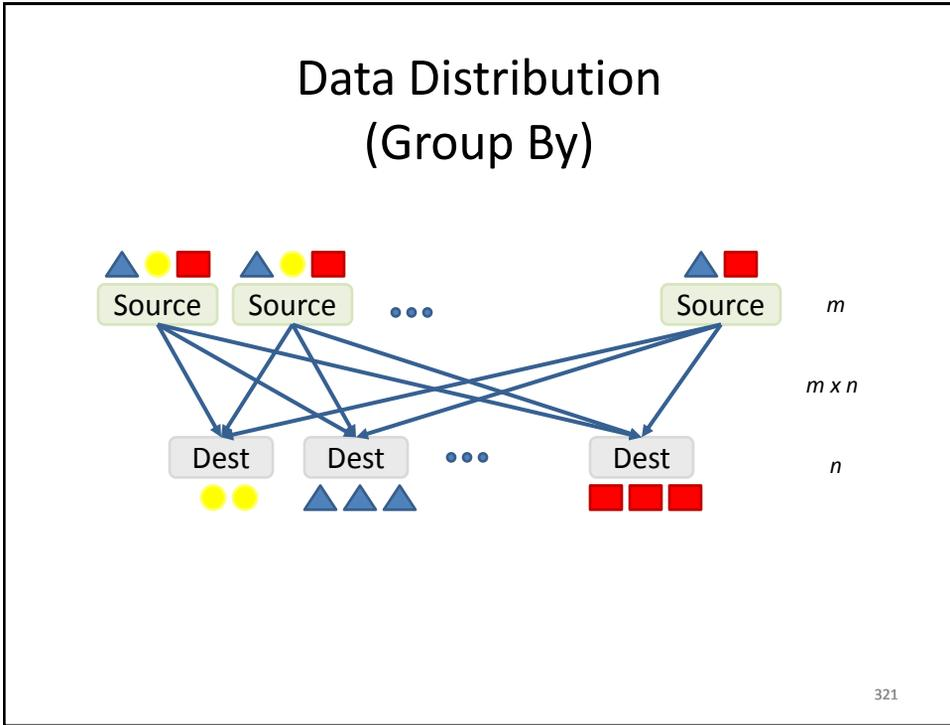 Data Distribution
(Group By)
Source Source Source m
m x n
Dest Dest Dest n
321